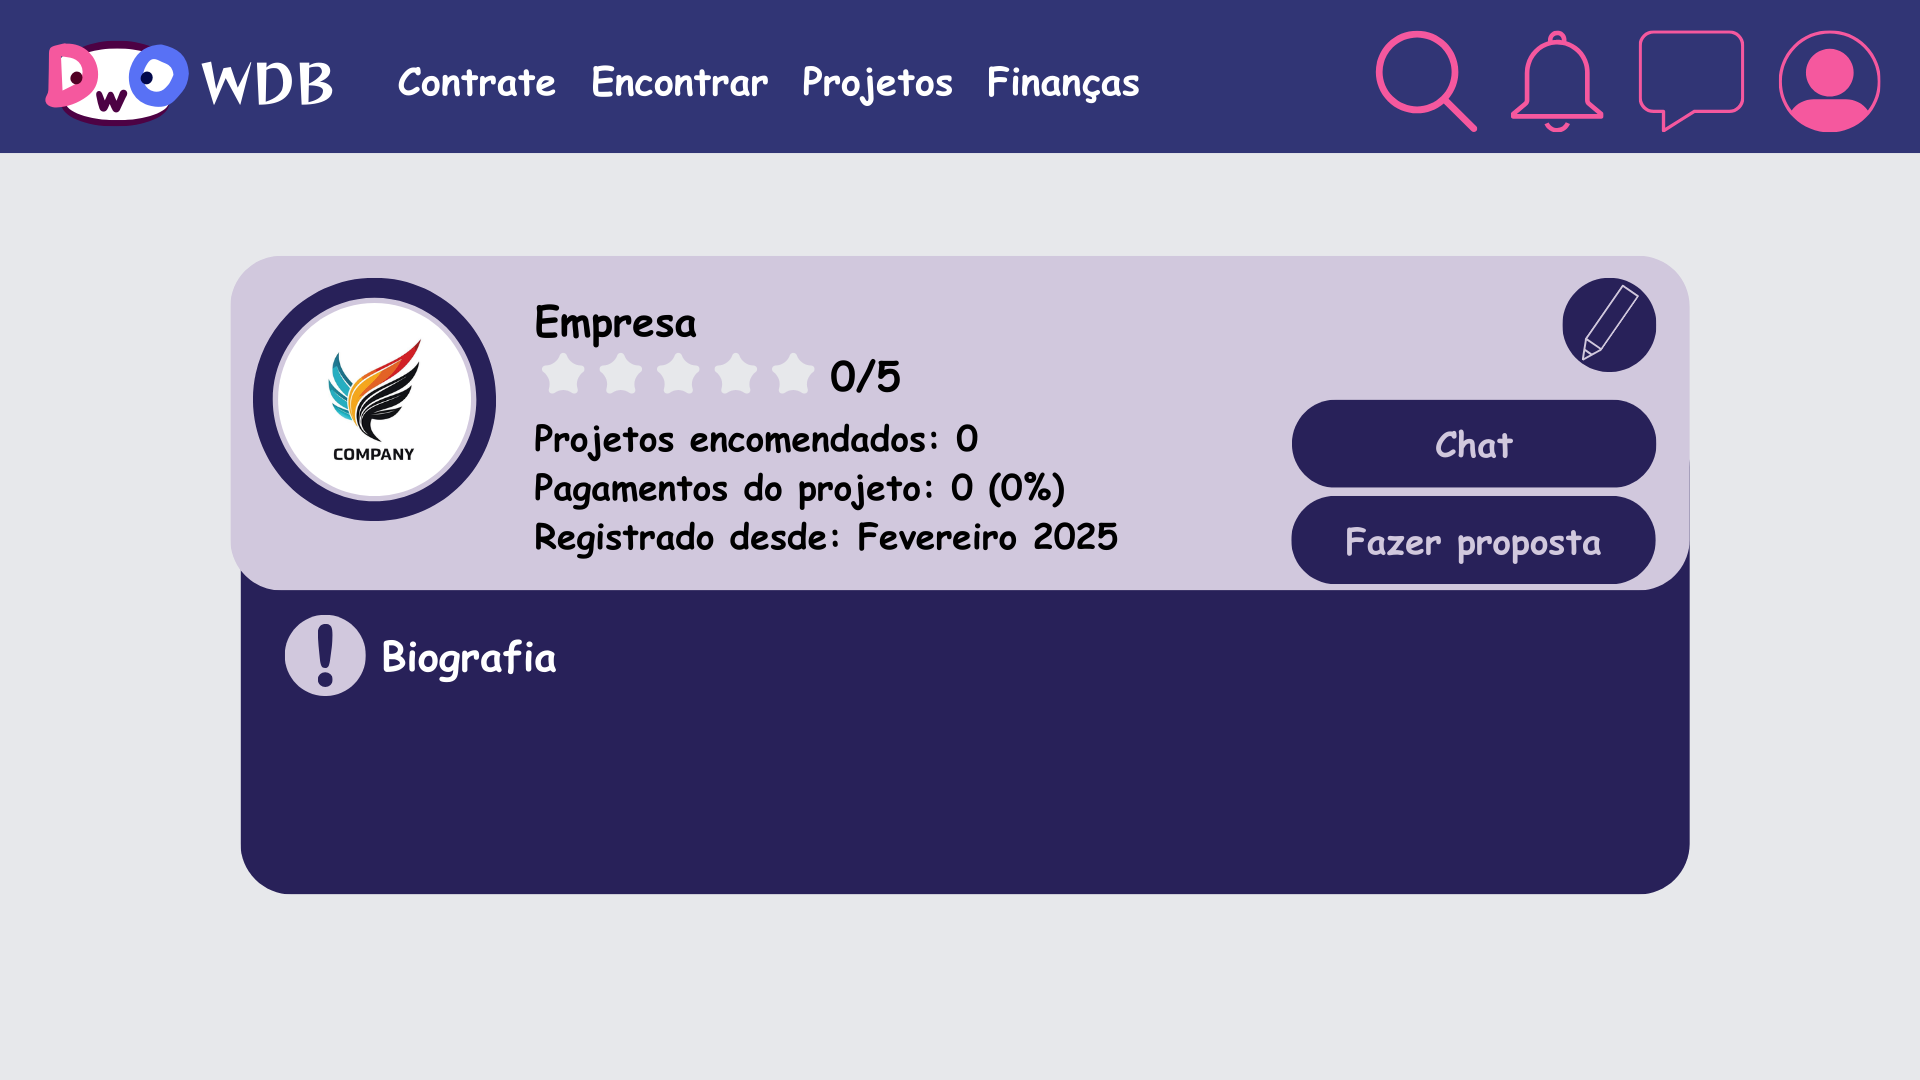 DwO WDB Contrate Encontrar Projetos Finanças
COMPANY
Empresa
0/5
Projetos encomendados: 0
Pagamentos do projeto: 0 (0%)
Registrado desde: Fevereiro 2025
Chat
Fazer proposta
! Biografia